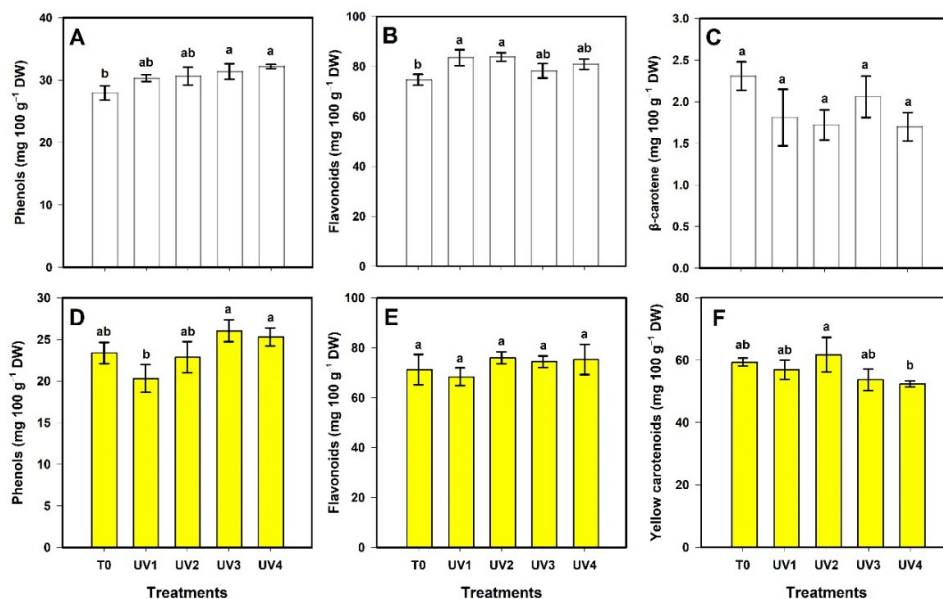 A
Phenols (mg 100 g⁻¹ DW)
40
30
20
10
0
b
ab
ab
a
a
B
Flavonoids (mg 100 g⁻¹ DW)
100
80
60
40
20
0
b
a
a
ab
ab
C
β-carotene (mg 100 g⁻¹ DW)
3.0
2.5
2.0
1.5
1.0
0.5
0.0
a
a
a
a
a
D
Phenols (mg 100 g⁻¹ DW)
30
25
20
15
10
5
0
ab
b
ab
a
a
T0 UV1 UV2 UV3 UV4
Treatments
E
Flavonoids (mg 100 g⁻¹ DW)
100
80
60
40
20
0
a
a
a
a
a
T0 UV1 UV2 UV3 UV4
Treatments
F
Yellow carotenoids (mg 100 g⁻¹ DW)
80
60
40
20
0
ab
ab
a
ab
b
T0 UV1 UV2 UV3 UV4
Treatments